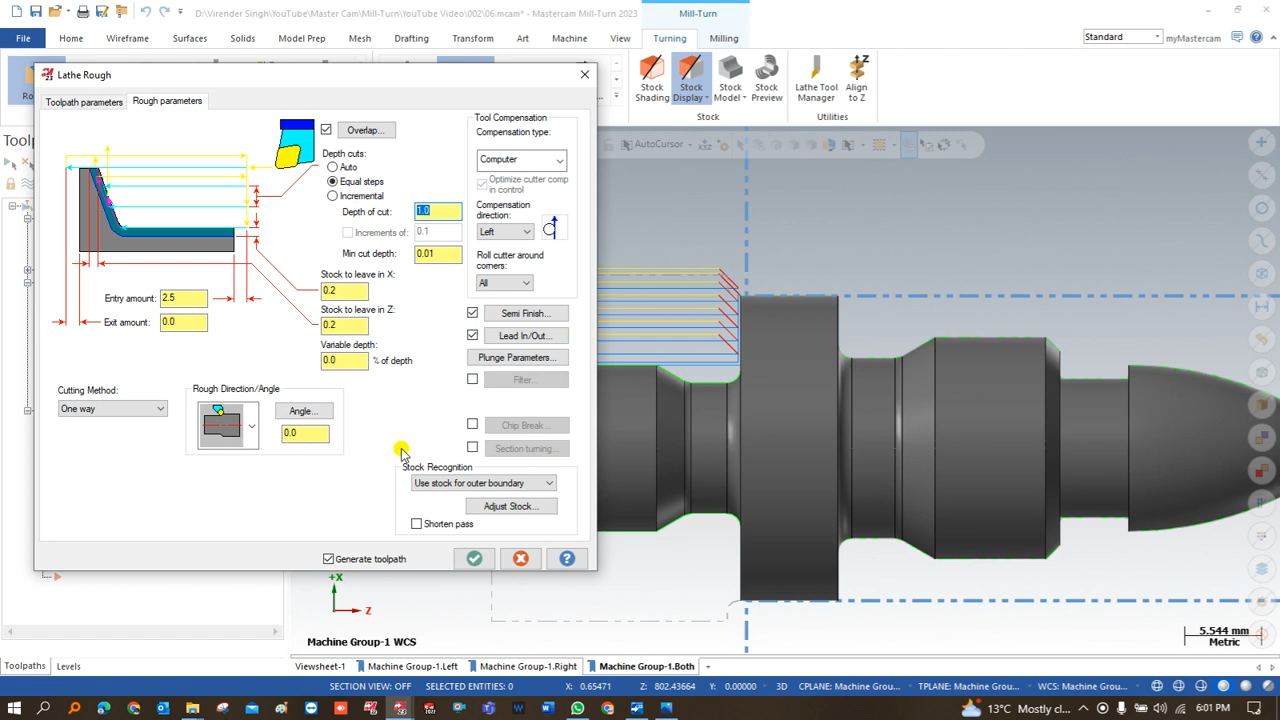 D:\Virender Singh\YouTube\Master Cam\Mill-Turn\YouTube Video\002\06.mcam* - Mastercam Mill-Turn 2023
Mill-Turn
File Home Wireframe Surfaces Solids Model Prep Mesh Drafting Transform Art Machine View Turning Milling
Standard
myMastercam
Stock Shading
Stock Display
Stock Model
Stock Preview
Lathe Tool Manager
Align to Z
Stock
Utilities
Lathe Rough
Toolpath parameters
Rough parameters
AutoCursor
Overlap...
Depth cuts:
Auto
Equal steps
Incremental
Depth of cut: 1.0
Increments of: 0.1
Min cut depth: 0.01
Stock to leave in X:
0.2
Stock to leave in Z:
0.2
Variable depth:
0.0 % of depth
Entry amount: 2.5
Exit amount: 0.0
Tool Compensation
Compensation type:
Computer
Optimize cutter comp in control
Compensation direction:
Left
Roll cutter around corners:
All
Semi Finish...
Lead In/Out...
Plunge Parameters...
Filter...
Chip Break...
Section turning...
Cutting Method:
One way
Rough Direction/Angle
Angle...
0.0
Stock Recognition
Use stock for outer boundary
Adjust Stock...
Shorten pass
Generate toolpath
+X
Z
Machine Group-1 WCS
5.544 mm
Metric
Toolpaths Levels
Viewsheet-1 Machine Group-1.Left Machine Group-1.Right Machine Group-1.Both +
SECTION VIEW: OFF SELECTED ENTITIES: 0 X: 0.65471 Z: 802.43664 Y: 0.00000 3D CPLANE: Machine Grou... TPLANE: Machine Grou... WCS: Machine Grou...
13°C Mostly cl... 6:01 PM